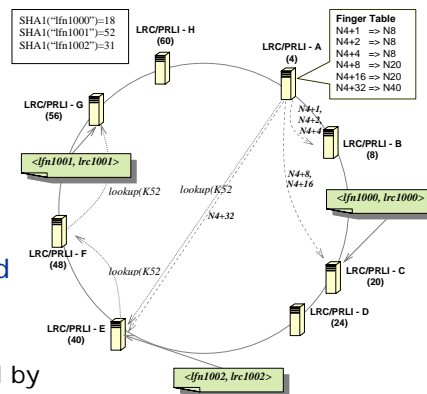 SHA1("lfn1000")=18
SHA1("lfn1001")=52
SHA1("lfn1002")=31
LRC/PRLI - H
(60)
LRC/PRLI - A
(4)
Finger Table
N4+1 => N8
N4+2 => N8
N4+4 => N8
N4+8 => N20
N4+16 => N20
N4+32 => N40
LRC/PRLI - G
(56)
N4+1,
N4+2,
N4+4
LRC/PRLI - B
(8)
<lfn1001, lrc1001>
lookup(K52
lookup(K52
N4+32
N4+8,
N4+16
<lfn1000, lrc1000>
LRC/PRLI - F
(48)
d
lookup(K52
LRC/PRLI - C
(20)
LRC/PRLI - D
(24)
LRC/PRLI - E
(40)
by
<lfn1002, lrc1002>